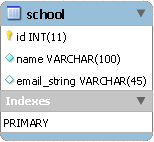 school
id INT(11)
name VARCHAR(100)
email_string VARCHAR(45)
Indexes
PRIMARY